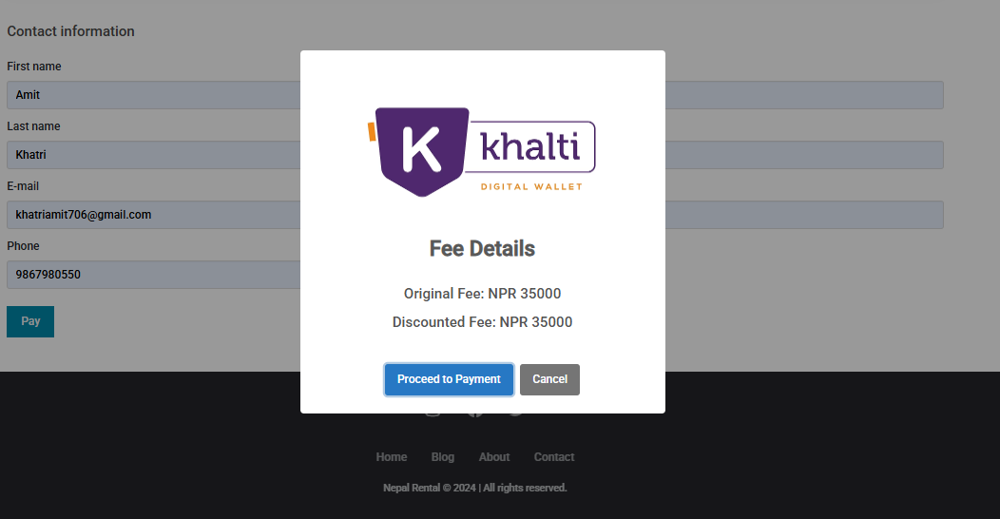 Contact information
First name
Amit
Last name
Khatri
E-mail
khatriamit706@gmail.com
Phone
9867980550
Pay
K khalti
DIGITAL WALLET
Fee Details
Original Fee: NPR 35000
Discounted Fee: NPR 35000
Proceed to Payment Cancel
Home Blog About Contact
Nepal Rental © 2024 | All rights reserved.